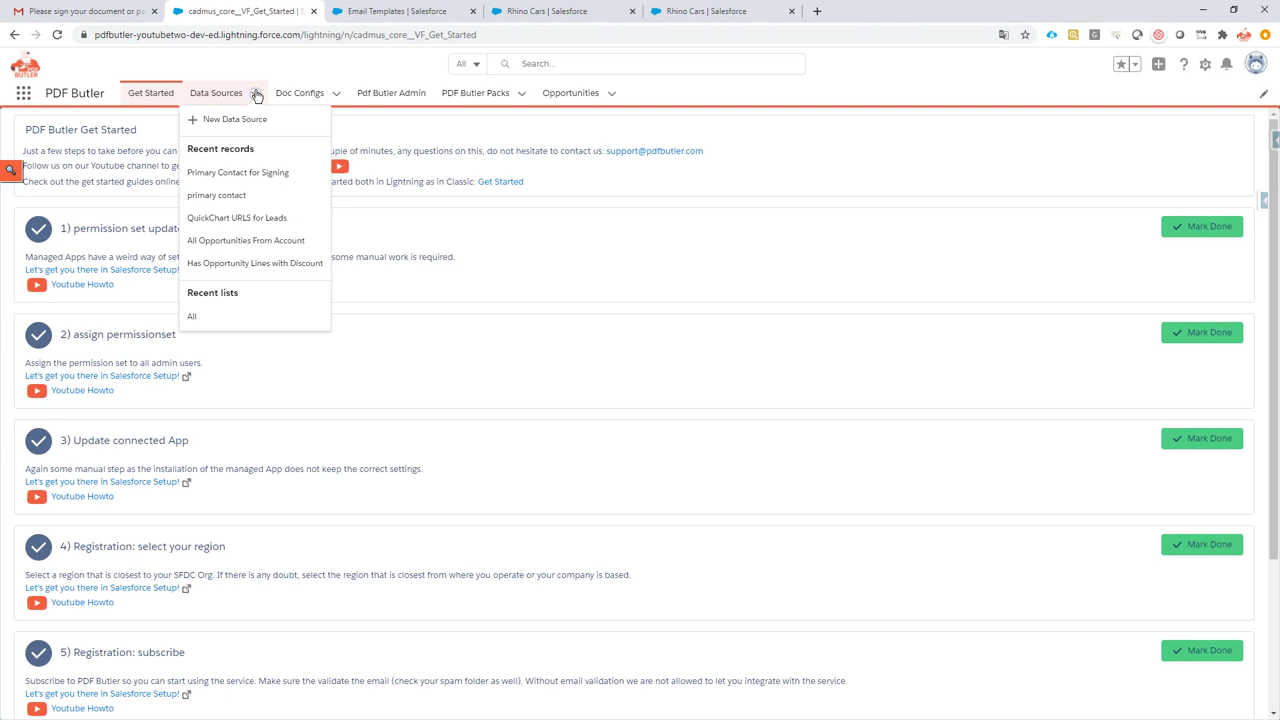 Please sign your document or p
cadmus_core__VF_Get_Started | S
Email Templates | Salesforce
Rhino Cars | Salesforce
Rhino Cars | Salesforce
pdfbutler-youtubetwo-dev-ed.lightning.force.com/lightning/n/cadmus_core__VF_Get_Started
BUTLER
All
Search...
PDF Butler
Get Started
Data Sources
Doc Configs
Pdf Butler Admin
PDF Butler Packs
Opportunities
New Data Source
Recent records
Primary Contact for Signing
primary contact
QuickChart URLS for Leads
All Opportunities From Account
Has Opportunity Lines with Discount
Recent lists
All
PDF Butler Get Started
Just a few steps to take before you can
ouple of minutes, any questions on this, do not hesitate to contact us: support@pdfbutler.com
Follow us on our Youtube channel to ge
Check out the get started guides online
arted both in Lightning as in Classic: Get Started
1) permission set update
Mark Done
Managed Apps have a weird way of set
some manual work is required.
Let's get you there in Salesforce Setup!
Youtube Howto
2) assign permissionset
Mark Done
Assign the permission set to all admin users.
Let's get you there in Salesforce Setup!
Youtube Howto
3) Update connected App
Mark Done
Again some manual step as the installation of the managed App does not keep the correct settings.
Let's get you there in Salesforce Setup!
Youtube Howto
4) Registration: select your region
Mark Done
Select a region that is closest to your SFDC Org. If there is any doubt, select the region that is closest from where you operate or your company is based.
Let's get you there in Salesforce Setup!
Youtube Howto
5) Registration: subscribe
Mark Done
Subscribe to PDF Butler so you can start using the service. Make sure the validate the email (check your spam folder as well). Without email validation we are not allowed to let you integrate with the service.
Let's get you there in Salesforce Setup!
Youtube Howto